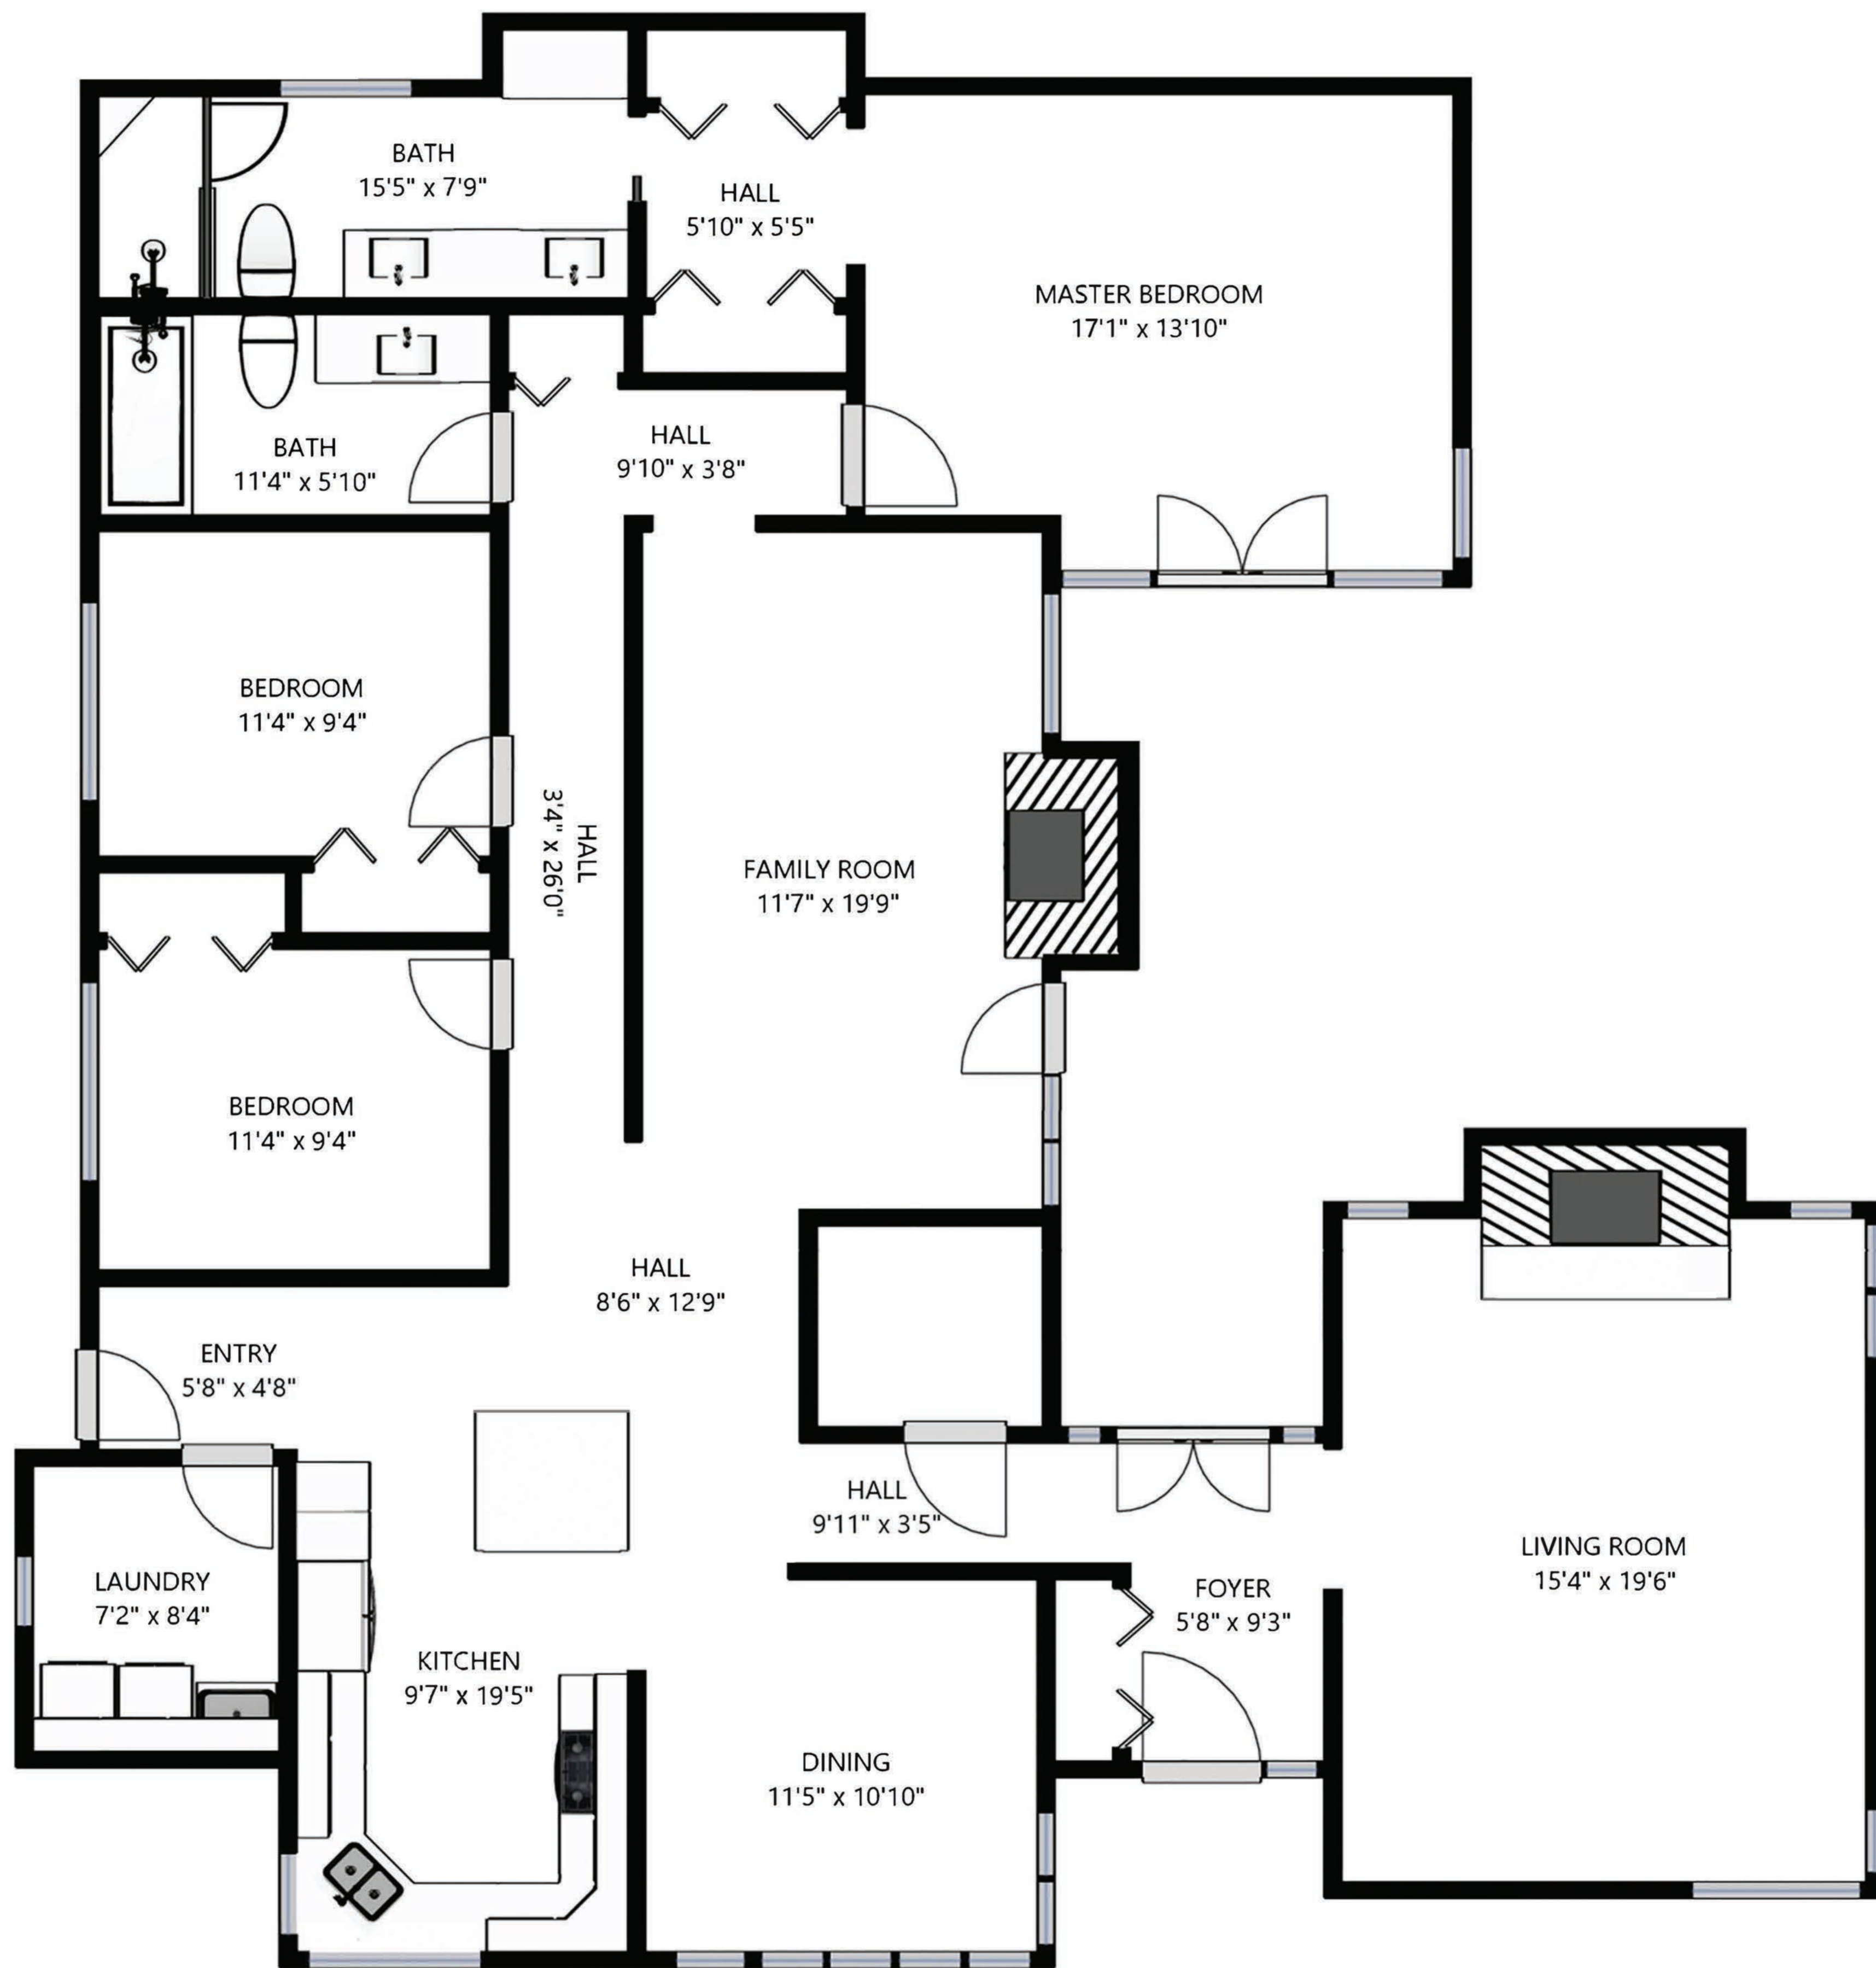 BATH
15'5" x 7'9"
HALL
5'10" x 5'5"
MASTER BEDROOM
17'1" x 13'10"
BATH
11'4" x 5'10"
HALL
9'10" x 3'8"
BEDROOM
11'4" x 9'4"
HALL
3'4" x 26'0"
FAMILY ROOM
11'7" x 19'9"
BEDROOM
11'4" x 9'4"
HALL
8'6" x 12'9"
ENTRY
5'8" x 4'8"
HALL
9'11" x 3'5"
LIVING ROOM
15'4" x 19'6"
LAUNDRY
7'2" x 8'4"
FOYER
5'8" x 9'3"
KITCHEN
9'7" x 19'5"
DINING
11'5" x 10'10"